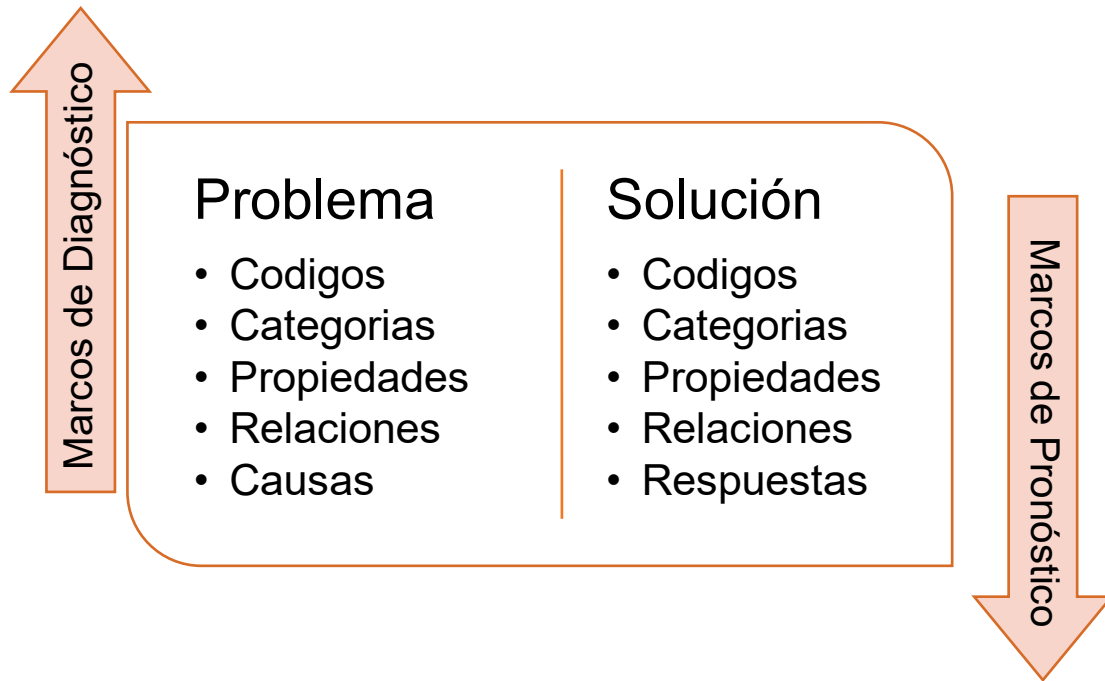 Marcos de Diagnóstico
Problema
• Codigos
• Categorias
• Propiedades
• Relaciones
• Causas
Solución
• Codigos
• Categorias
• Propiedades
• Relaciones
• Respuestas
Marcos de Pronóstico